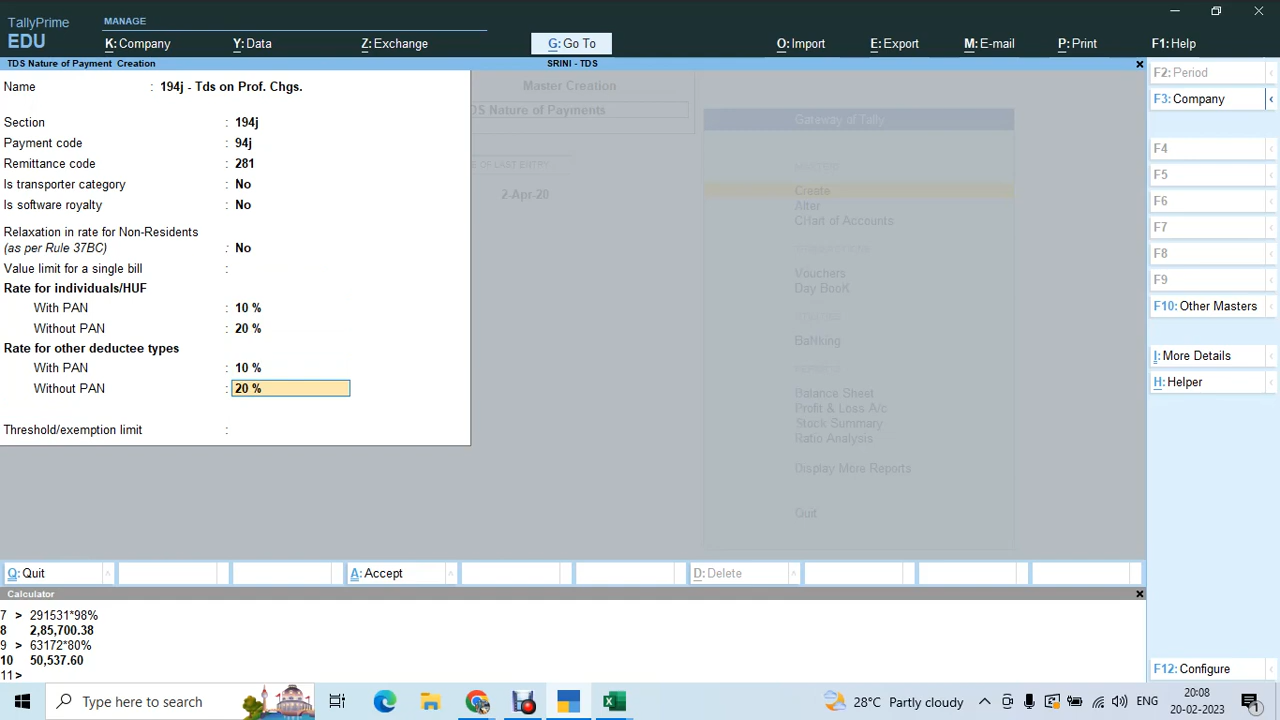 TallyPrime
EDU
MANAGE
K: Company
Y: Data
Z: Exchange
G: Go To
O: Import
E: Export
M: E-mail
P: Print
F1: Help
TDS Nature of Payment Creation
SRINI - TDS
Name : 194j - Tds on Prof. Chgs.
Section : 194j
Payment code : 94j
Remittance code : 281
Is transporter category : No
Is software royalty : No
Relaxation in rate for Non-Residents
(as per Rule 37BC) : No
Value limit for a single bill :
Rate for individuals/HUF
With PAN : 10 %
Without PAN : 20 %
Rate for other deductee types
With PAN : 10 %
Without PAN : 20 %
Threshold/exemption limit :
Master Creation
DS Nature of Payments
OF LAST ENTRY
2-Apr-20
Gateway of Tally
Create
Alter
CHart of Accounts
Vouchers
Day BooK
BaNking
Balance Sheet
Profit & Loss A/c
Stock Summary
Ratio Analysis
Display More Reports
Quit
F2: Period
F3: Company
F4
F5
F6
F7
F8
F9
F10: Other Masters
I: More Details
H: Helper
F12: Configure
Q: Quit
A: Accept
D: Delete
Calculator
7 > 291531*98%
8 2,85,700.38
9 > 63172*80%
10 50,537.60
11 >
Type here to search
28°C Partly cloudy
ENG
20:08
20-02-2023
1